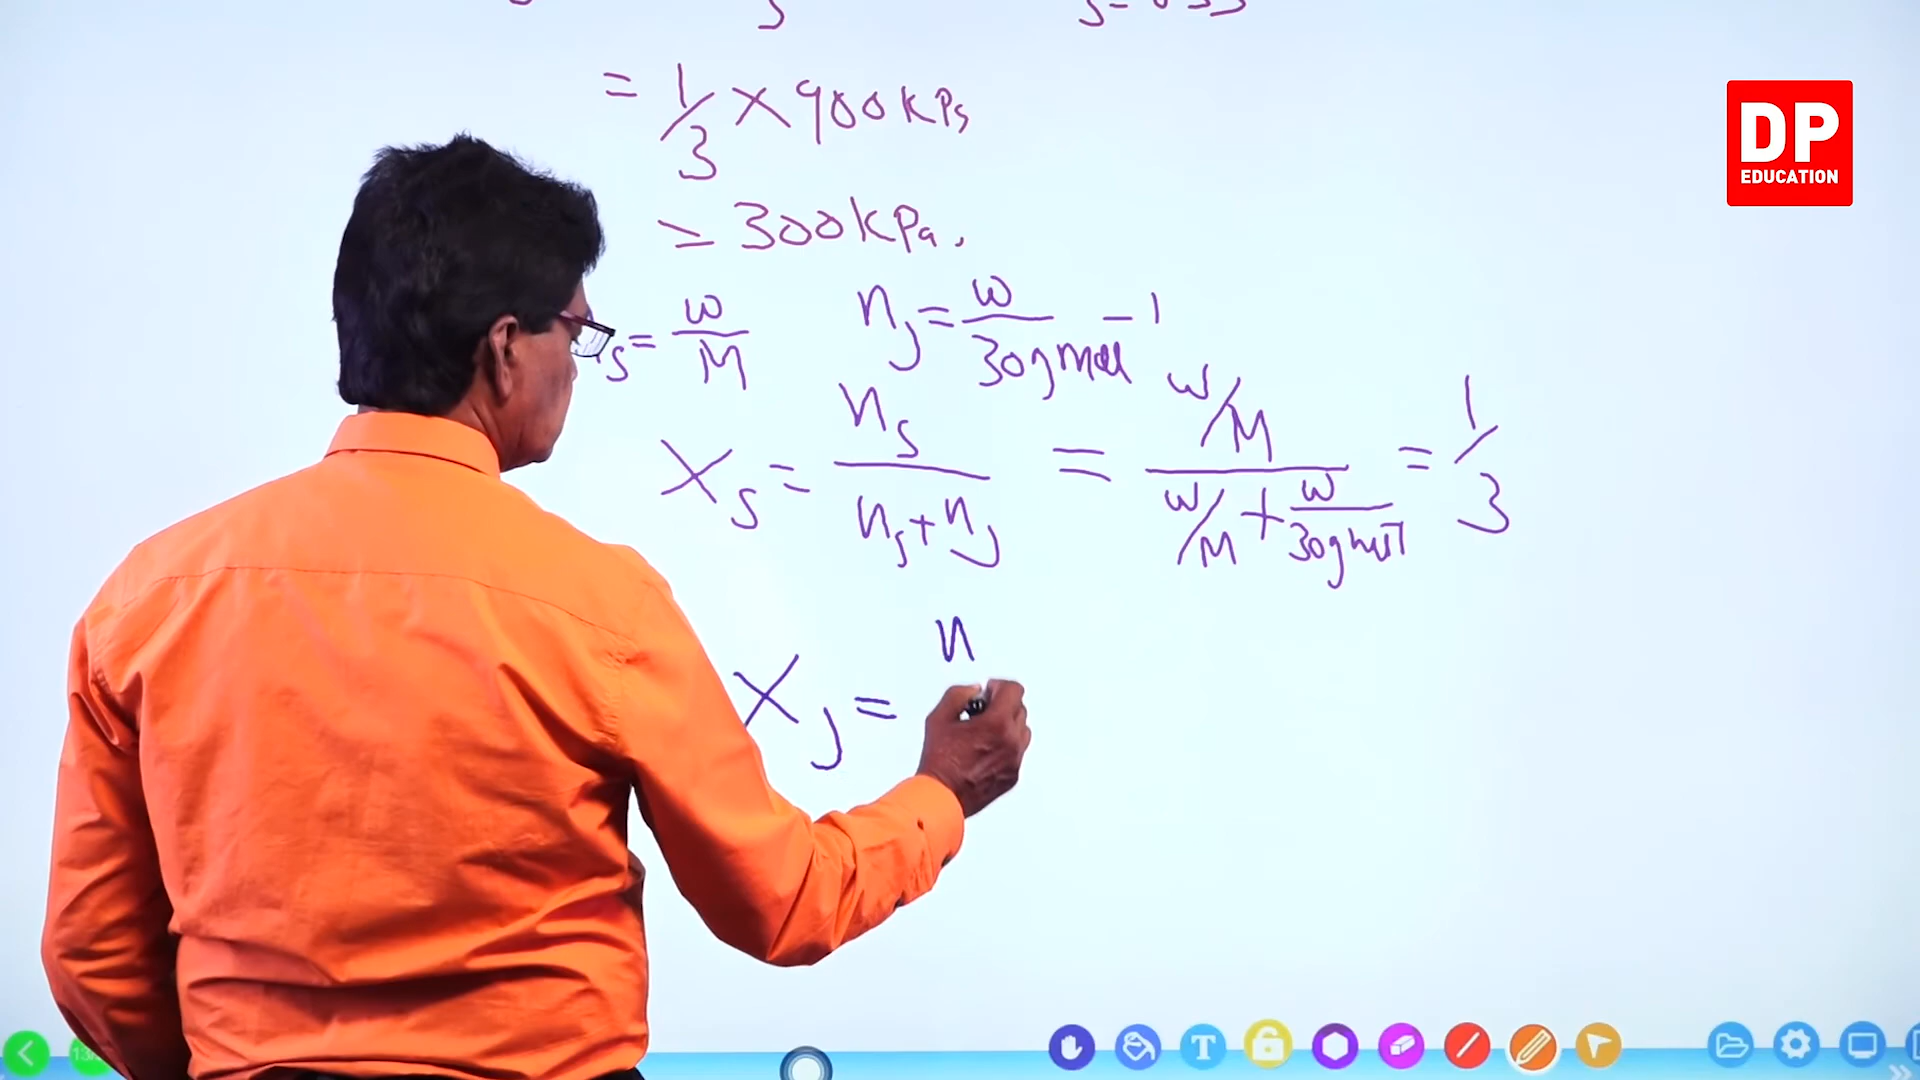 = 1/3 × 900 kPa
= 300 kPa.
s = w/M nJ = w/30 g mol −1
Xs = ns/ns + nJ = w/M / w/M + w/30 g mol⁻¹ = 1/3
XJ = n
DP
EDUCATION
T